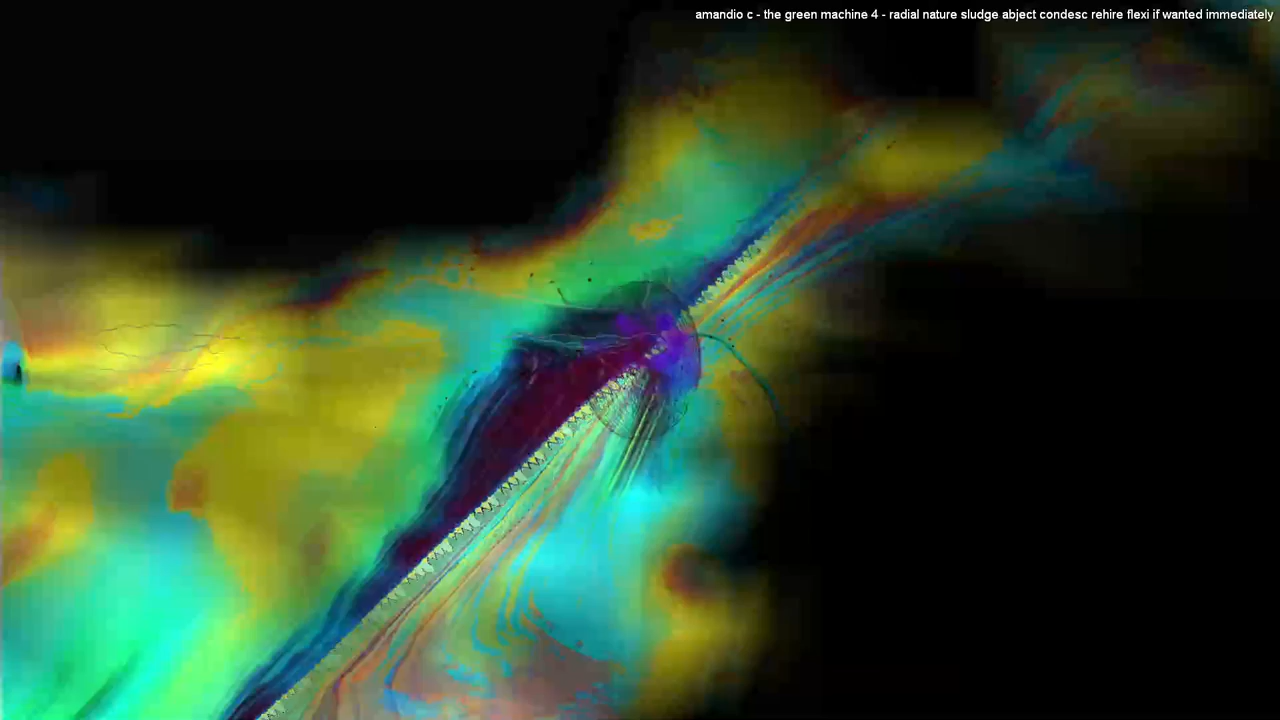 amandio c - the green machine 4 - radial nature sludge abject condesc rehire flexi if wanted immediately